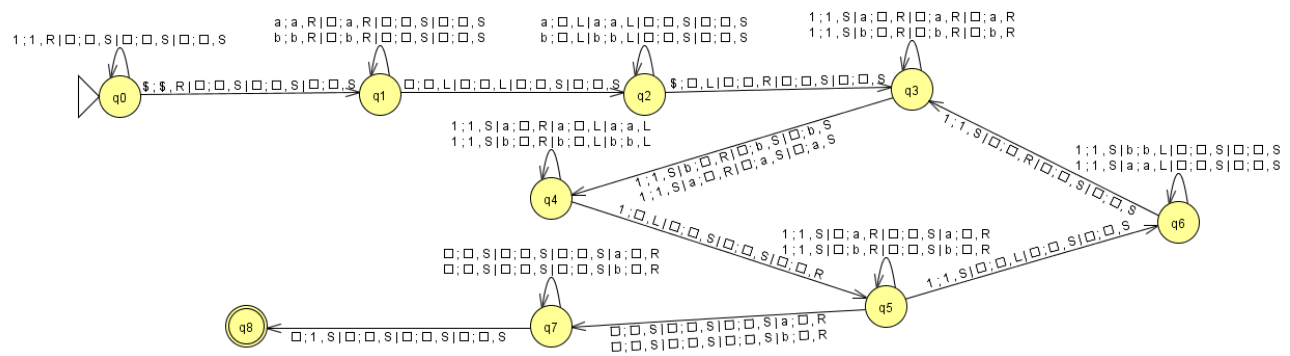 a;a,R|□;a,R|□;□,S|□;□,S
b;b,R|□;b,R|□;□,S|□;□,S
a;□,L|a;a,L|□;□,S|□;□,S
b;□,L|b;b,L|□;□,S|□;□,S
1;1,S|a;□,R|□;a,R|□;a,R
1;1,S|b;□,R|□;b,R|□;b,R
1;1,R|□;□,S|□;□,S|□;□,S
q0
$;$,R|□;□,S|□;□,S|□;□,S
q1
□;□,L|□;□,L|□;□,S|□;□,S
q2
$;□,L|□;□,R|□;□,S|□;□,S
q3
1;1,S|a;□,R|a;□,L|a;a,L
1;1,S|b;□,R|b;□,L|b;b,L
1;1,S|b;□,R|□;b,S|□;b,S
1;1,S|a;□,R|□;a,S|□;a,S
1;1,S|□;□,R|□;□,S|□;□,S
1;1,S|b;b,L|□;□,S|□;□,S
1;1,S|a;a,L|□;□,S|□;□,S
q4
q6
1;□,L|□;□,S|□;□,S|□;□,R
1;1,S|□;a,R|□;□,S|a;□,R
1;1,S|□;b,R|□;□,S|b;□,R
1;1,S|□;□,L|□;□,S|□;□,S
□;□,S|□;□,S|□;□,S|a;□,R
□;□,S|□;□,S|□;□,S|b;□,R
q5
q8
□;1,S|□;□,S|□;□,S|□;□,S
q7
□;□,S|□;□,S|□;□,S|a;□,R
□;□,S|□;□,S|□;□,S|b;□,R